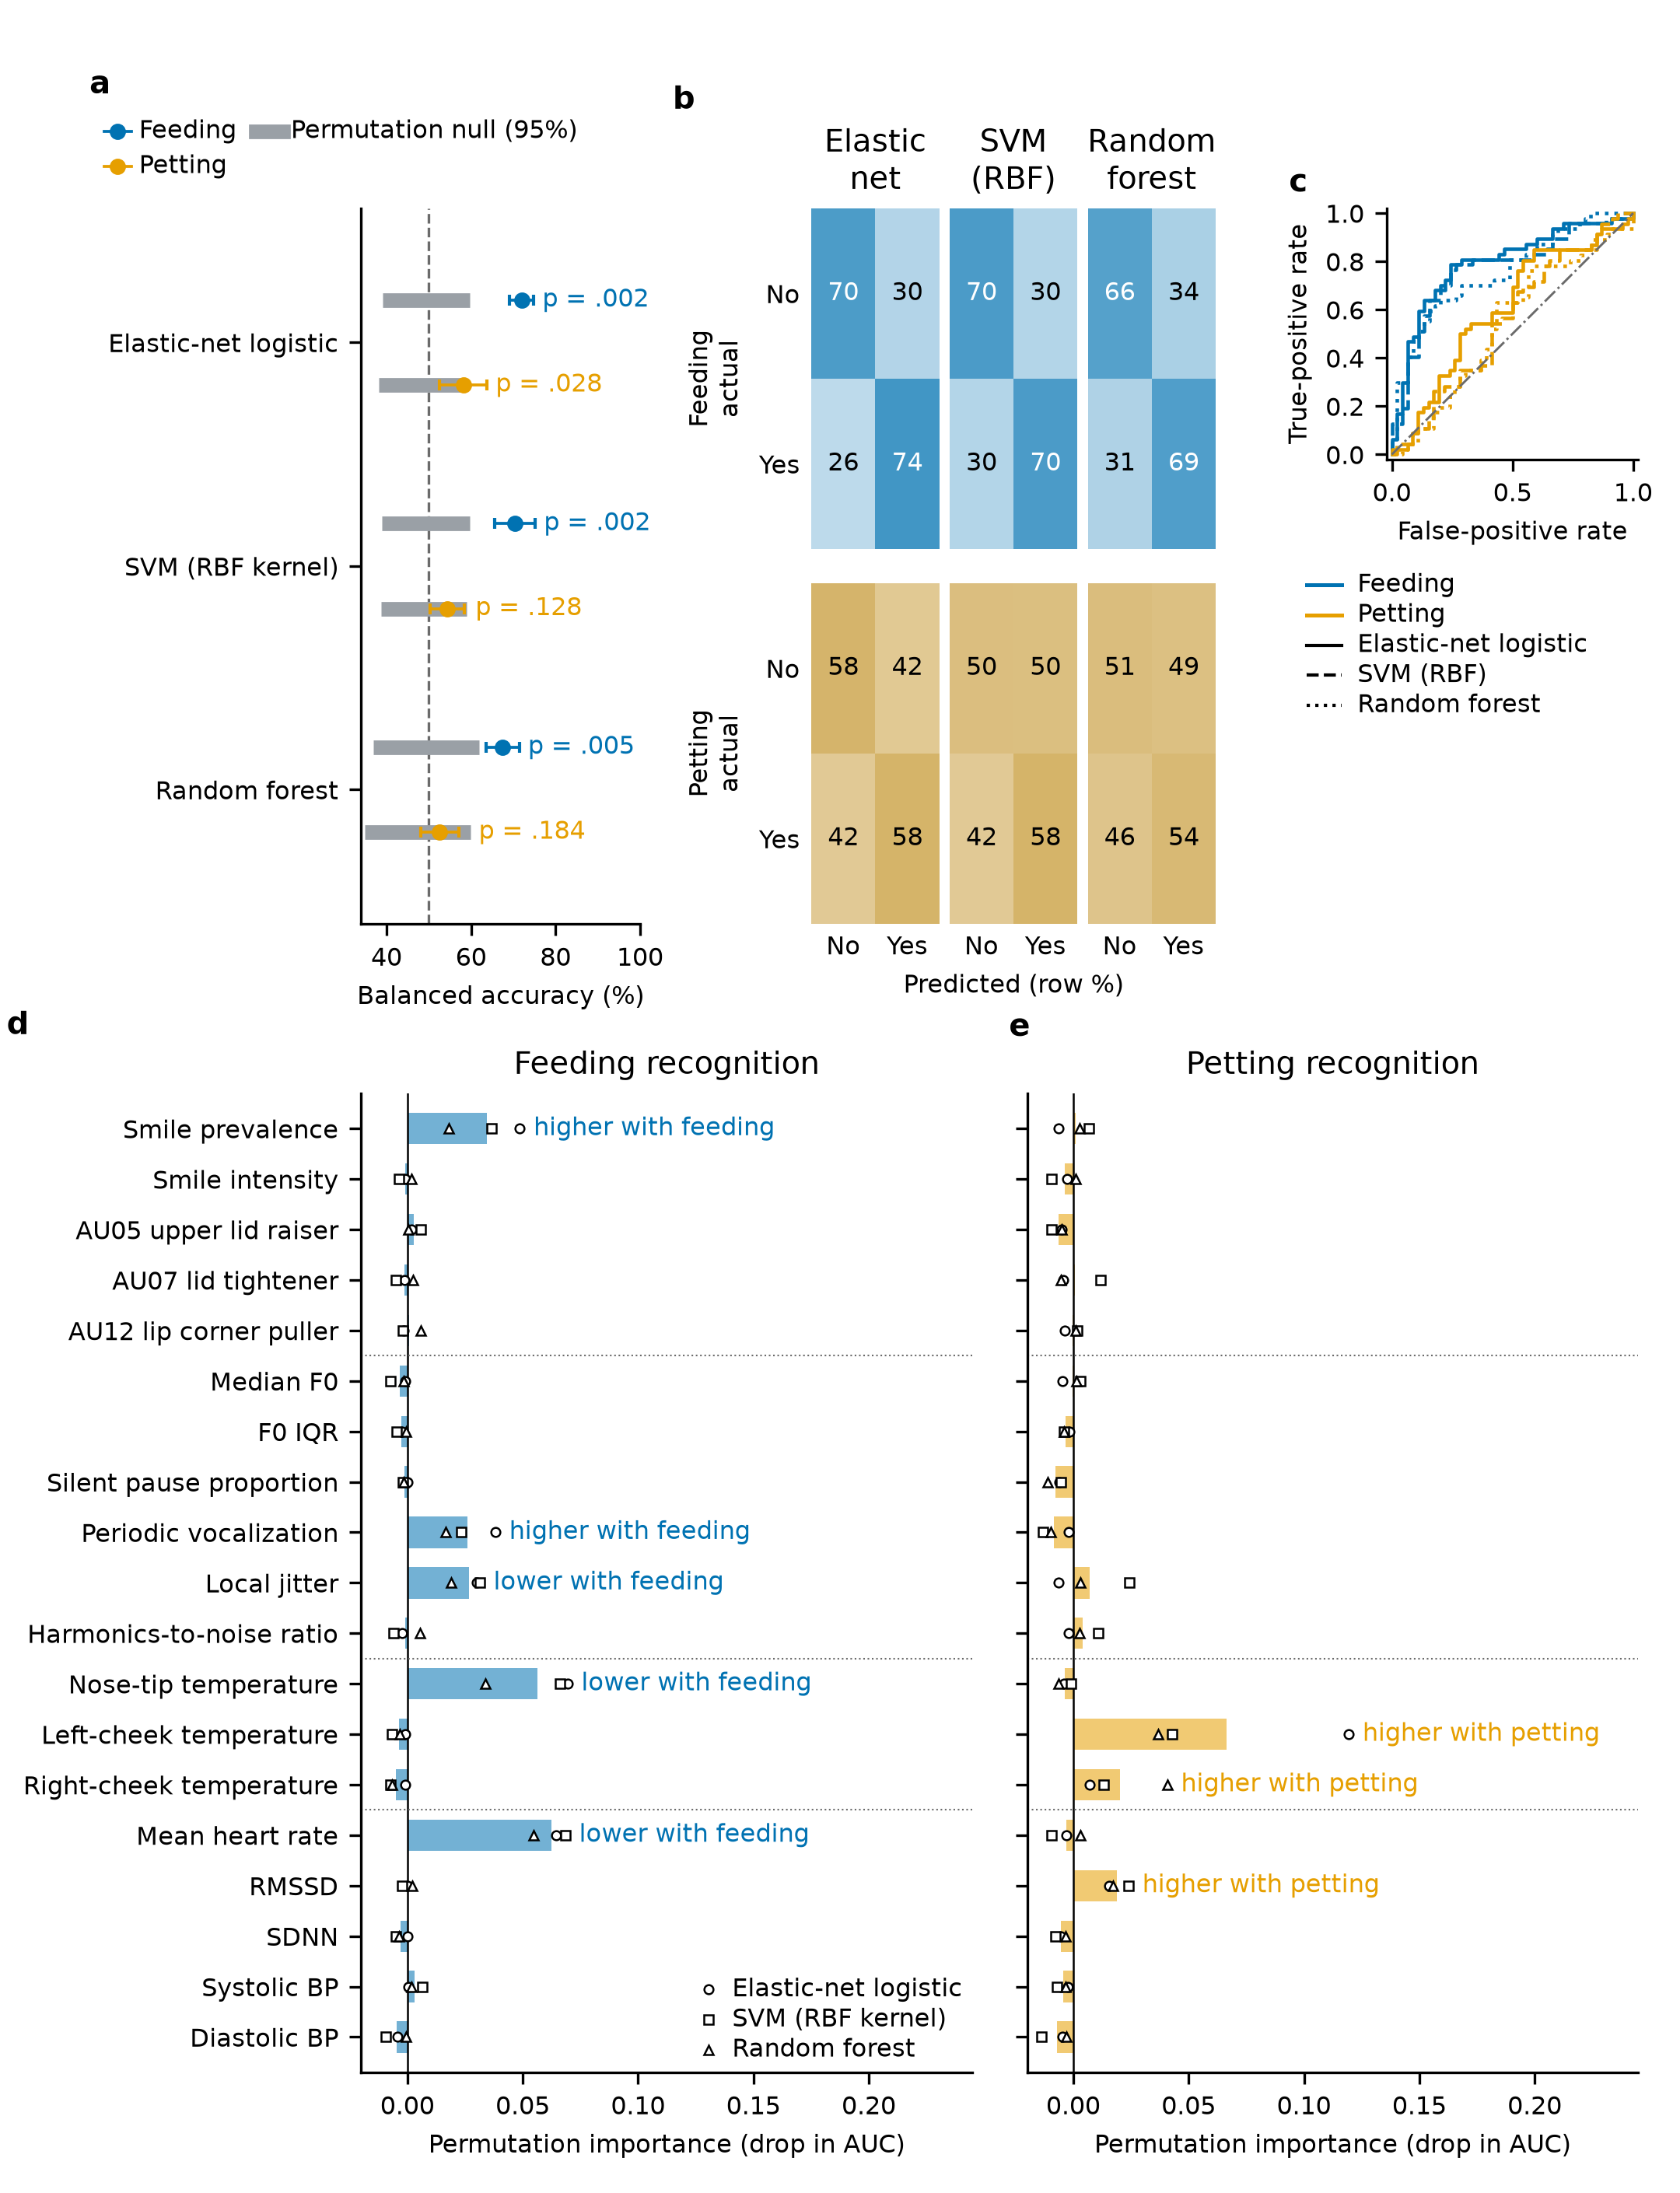 a
Feeding
Permutation null (95%)
Petting
Elastic-net logistic
SVM (RBF kernel)
Random forest
p = .002
p = .028
p = .002
p = .128
p = .005
p = .184
40 60 80 100
Balanced accuracy (%)
b
Elastic
net
SVM
(RBF)
Random
forest
Feeding
actual
No
70 30 70 30 66 34
Yes
26 74 30 70 31 69
Petting
actual
No
58 42 50 50 51 49
Yes
42 58 42 58 46 54
No Yes No Yes No Yes
Predicted (row %)
c
True-positive rate
1.0
0.8
0.6
0.4
0.2
0.0
0.0 0.5 1.0
False-positive rate
Feeding
Petting
Elastic-net logistic
SVM (RBF)
Random forest
d
Feeding recognition
Smile prevalence
higher with feeding
Smile intensity
AU05 upper lid raiser
AU07 lid tightener
AU12 lip corner puller
Median F0
F0 IQR
Silent pause proportion
Periodic vocalization
higher with feeding
Local jitter
lower with feeding
Harmonics-to-noise ratio
Nose-tip temperature
lower with feeding
Left-cheek temperature
Right-cheek temperature
Mean heart rate
lower with feeding
RMSSD
SDNN
Systolic BP
Diastolic BP
Elastic-net logistic
SVM (RBF kernel)
Random forest
0.00 0.05 0.10 0.15 0.20
Permutation importance (drop in AUC)
e
Petting recognition
higher with petting
higher with petting
higher with petting
0.00 0.05 0.10 0.15 0.20
Permutation importance (drop in AUC)